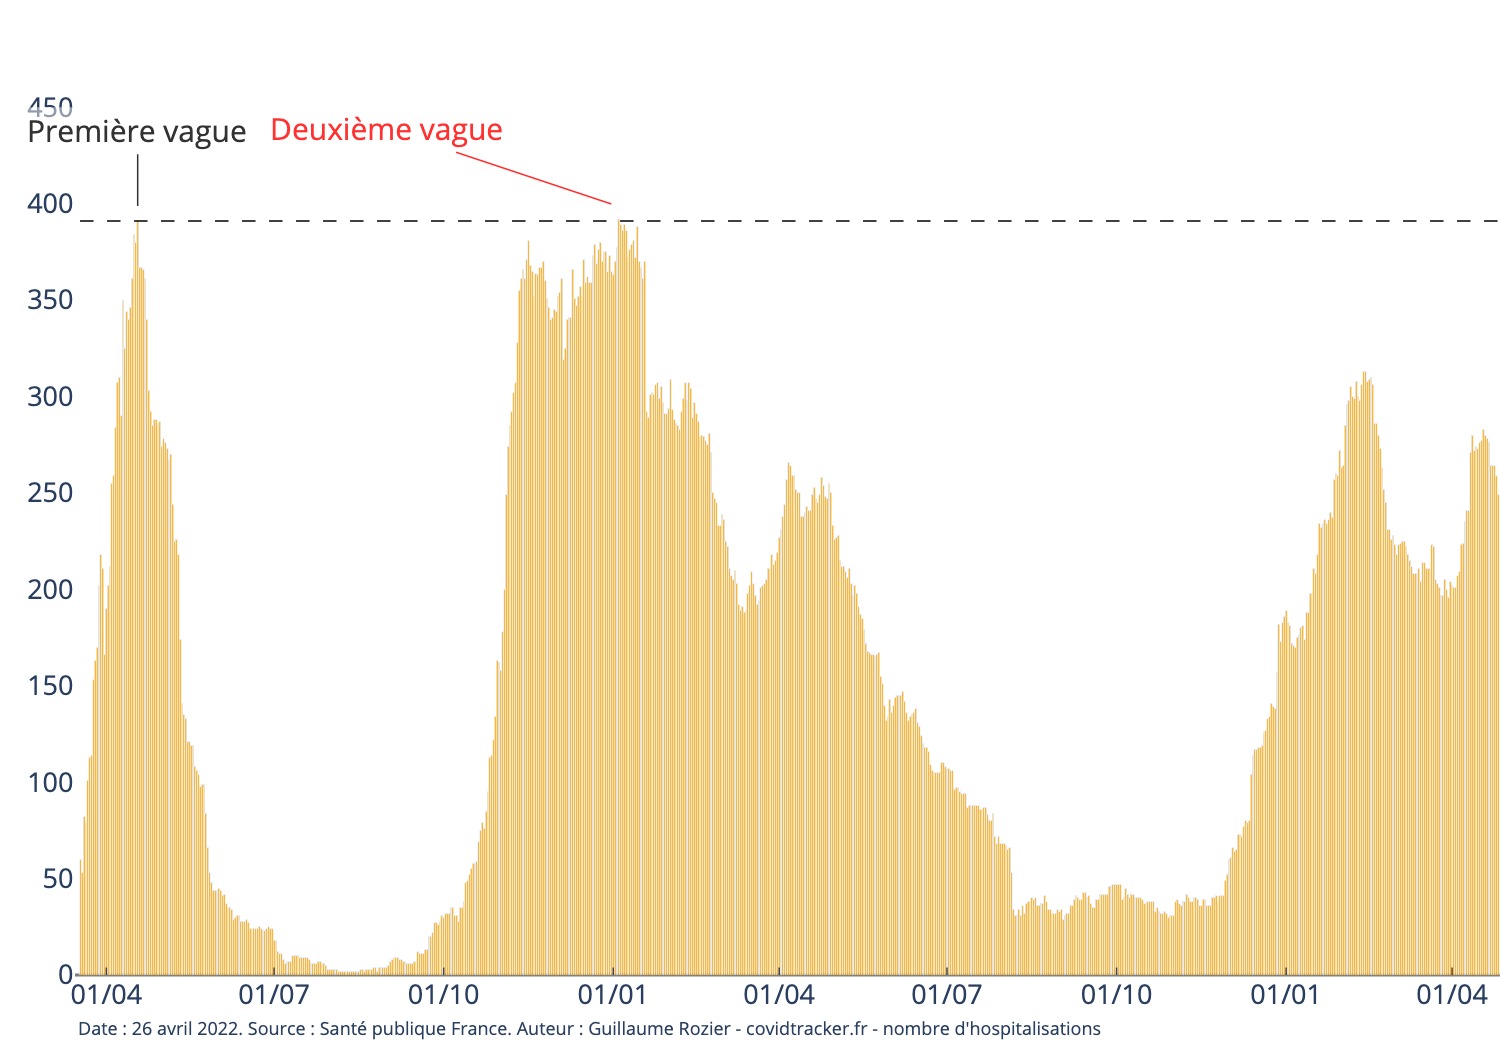 450
Première vague
Deuxième vague
400
350
300
250
200
150
100
50
0
01/04 01/07 01/10 01/01 01/04 01/07 01/10 01/01 01/04
Date : 26 avril 2022. Source : Santé publique France. Auteur : Guillaume Rozier - covidtracker.fr - nombre d'hospitalisations